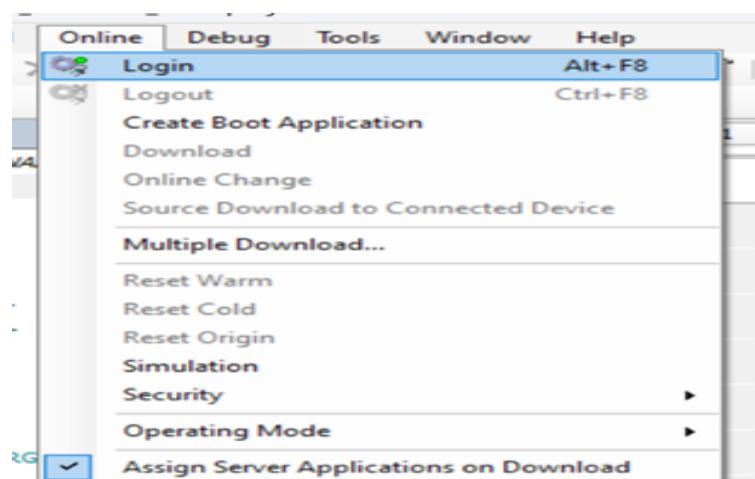 Online Debug Tools Window Help
Login Alt+F8
Logout Ctrl+F8
Create Boot Application
Download
Online Change
Source Download to Connected Device
Multiple Download...
Reset Warm
Reset Cold
Reset Origin
Simulation
Security
Operating Mode
Assign Server Applications on Download